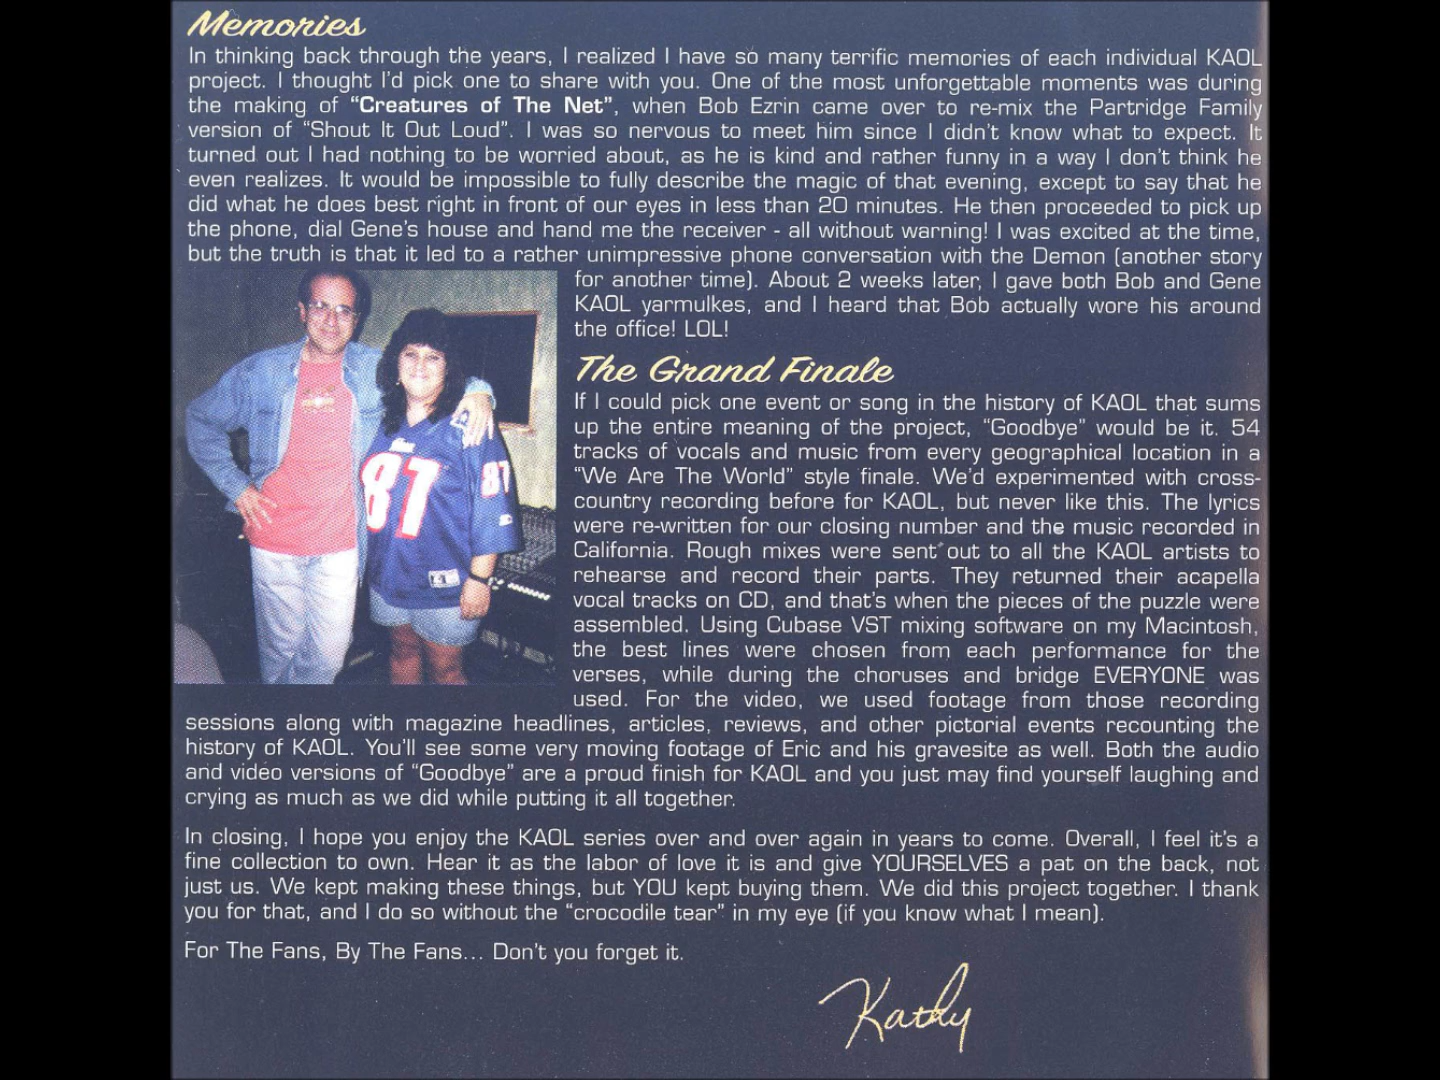 Memories
In thinking back through the years, I realized I have so many terrific memories of each individual KAOL
project. I thought I'd pick one to share with you. One of the most unforgettable moments was during
the making of “Creatures of The Net”, when Bob Ezrin came over to re-mix the Partridge Family
version of “Shout It Out Loud”. I was so nervous to meet him since I didn't know what to expect. It
turned out I had nothing to be worried about, as he is kind and rather funny in a way I don't think he
even realizes. It would be impossible to fully describe the magic of that evening, except to say that he
did what he does best right in front of our eyes in less than 20 minutes. He then proceeded to pick up
the phone, dial Gene's house and hand me the receiver - all without warning! I was excited at the time,
but the truth is that it led to a rather unimpressive phone conversation with the Demon (another story
for another time). About 2 weeks later, I gave both Bob and Gene
KAOL yarmulkes, and I heard that Bob actually wore his around
the office! LOL!
The Grand Finale
If I could pick one event or song in the history of KAOL that sums
up the entire meaning of the project, “Goodbye” would be it. 54
tracks of vocals and music from every geographical location in a
“We Are The World” style finale. We'd experimented with cross-
country recording before for KAOL, but never like this. The lyrics
were re-written for our closing number and the music recorded in
California. Rough mixes were sent out to all the KAOL artists to
rehearse and record their parts. They returned their acapella
vocal tracks on CD, and that's when the pieces of the puzzle were
assembled. Using Cubase VST mixing software on my Macintosh,
the best lines were chosen from each performance for the
verses, while during the choruses and bridge EVERYONE was
used. For the video, we used footage from those recording
sessions along with magazine headlines, articles, reviews, and other pictorial events recounting the
history of KAOL. You'll see some very moving footage of Eric and his gravesite as well. Both the audio
and video versions of “Goodbye” are a proud finish for KAOL and you just may find yourself laughing and
crying as much as we did while putting it all together.
In closing, I hope you enjoy the KAOL series over and over again in years to come. Overall, I feel it's a
fine collection to own. Hear it as the labor of love it is and give YOURSELVES a pat on the back, not
just us. We kept making these things, but YOU kept buying them. We did this project together. I thank
you for that, and I do so without the “crocodile tear” in my eye (if you know what I mean).
For The Fans, By The Fans... Don't you forget it.
Kathy
87
87